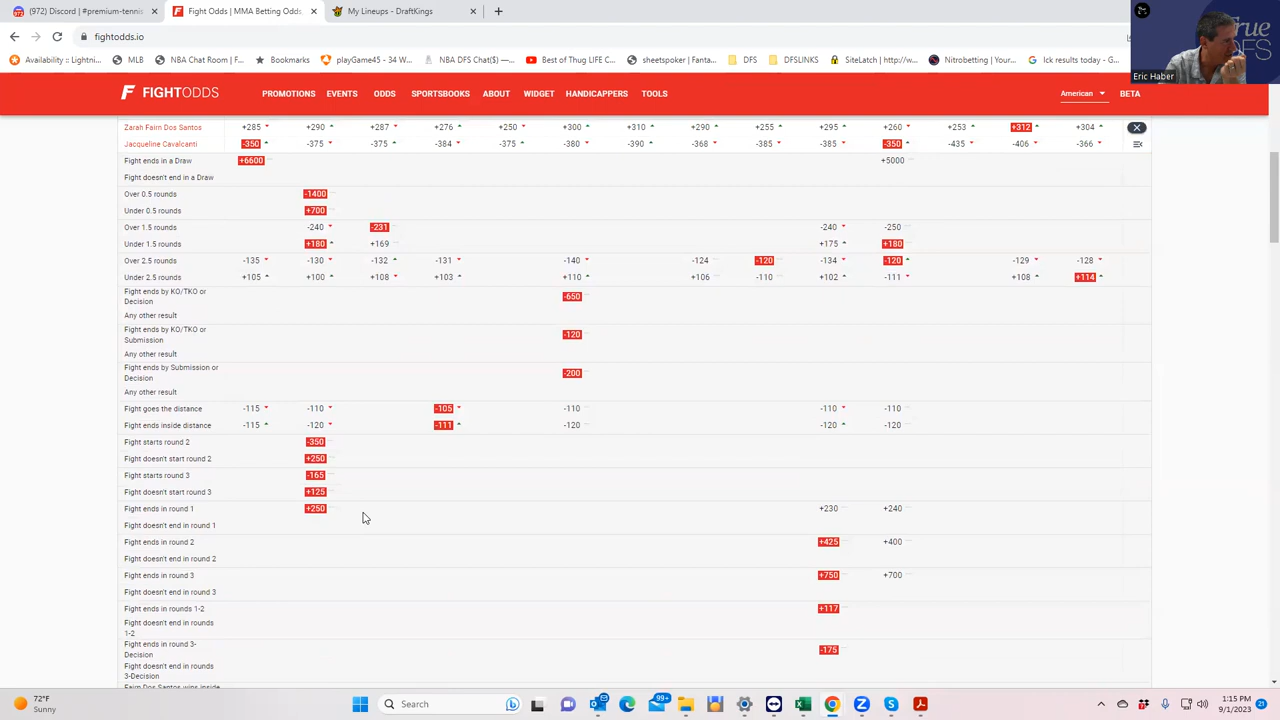 (972) Discord | #premium-tennis
Fight Odds | MMA Betting Odds
My Lineups - DraftKings
fightodds.io
Availability :: Lightni...
MLB
NBA Chat Room | F...
Bookmarks
playGame45 - 34 W...
NBA DFS Chat($) —...
Best of Thug LIFE C...
sheetspoker | Fanta...
DFS
DFSLINKS
SiteLatch | http://w...
Nitrobetting | Your...
Ick results today - G...
True
DFS
Eric Haber
FIGHTODDS
PROMOTIONS EVENTS ODDS SPORTSBOOKS ABOUT WIDGET HANDICAPPERS TOOLS
American
BETA
Zarah Fairn Dos Santos +285 +290 +287 +276 +250 +300 +310 +290 +255 +295 +260 +253 +312 +304
Jacqueline Cavalcanti -350 -375 -375 -384 -375 -380 -390 -368 -385 -385 -350 -435 -406 -366
Fight ends in a Draw +6600 +5000
Fight doesn't end in a Draw
Over 0.5 rounds -1400
Under 0.5 rounds +700
Over 1.5 rounds -240 -231 -240 -250
Under 1.5 rounds +180 +169 +175 +180
Over 2.5 rounds -135 -130 -132 -131 -140 -124 -120 -134 -120 -129 -128
Under 2.5 rounds +105 +100 +108 +103 +110 +106 -110 +102 -111 +108 +114
Fight ends by KO/TKO or
Decision -650
Any other result
Fight ends by KO/TKO or
Submission -120
Any other result
Fight ends by Submission or
Decision -200
Any other result
Fight goes the distance -115 -110 -105 -110 -110 -110
Fight ends inside distance -115 -120 -111 -120 -120 -120
Fight starts round 2 -350
Fight doesn't start round 2 +250
Fight starts round 3 -165
Fight doesn't start round 3 +125
Fight ends in round 1 +250 +230 +240
Fight doesn't end in round 1
Fight ends in round 2 +425 +400
Fight doesn't end in round 2
Fight ends in round 3 +750 +700
Fight doesn't end in round 3
Fight ends in rounds 1-2 +117
Fight doesn't end in rounds
1-2
Fight ends in round 3-
Decision -175
Fight doesn't end in rounds
3-Decision
Fairn Dos Santos wins inside
72°F
Sunny
Search
99+
1:15 PM
9/1/2023
21